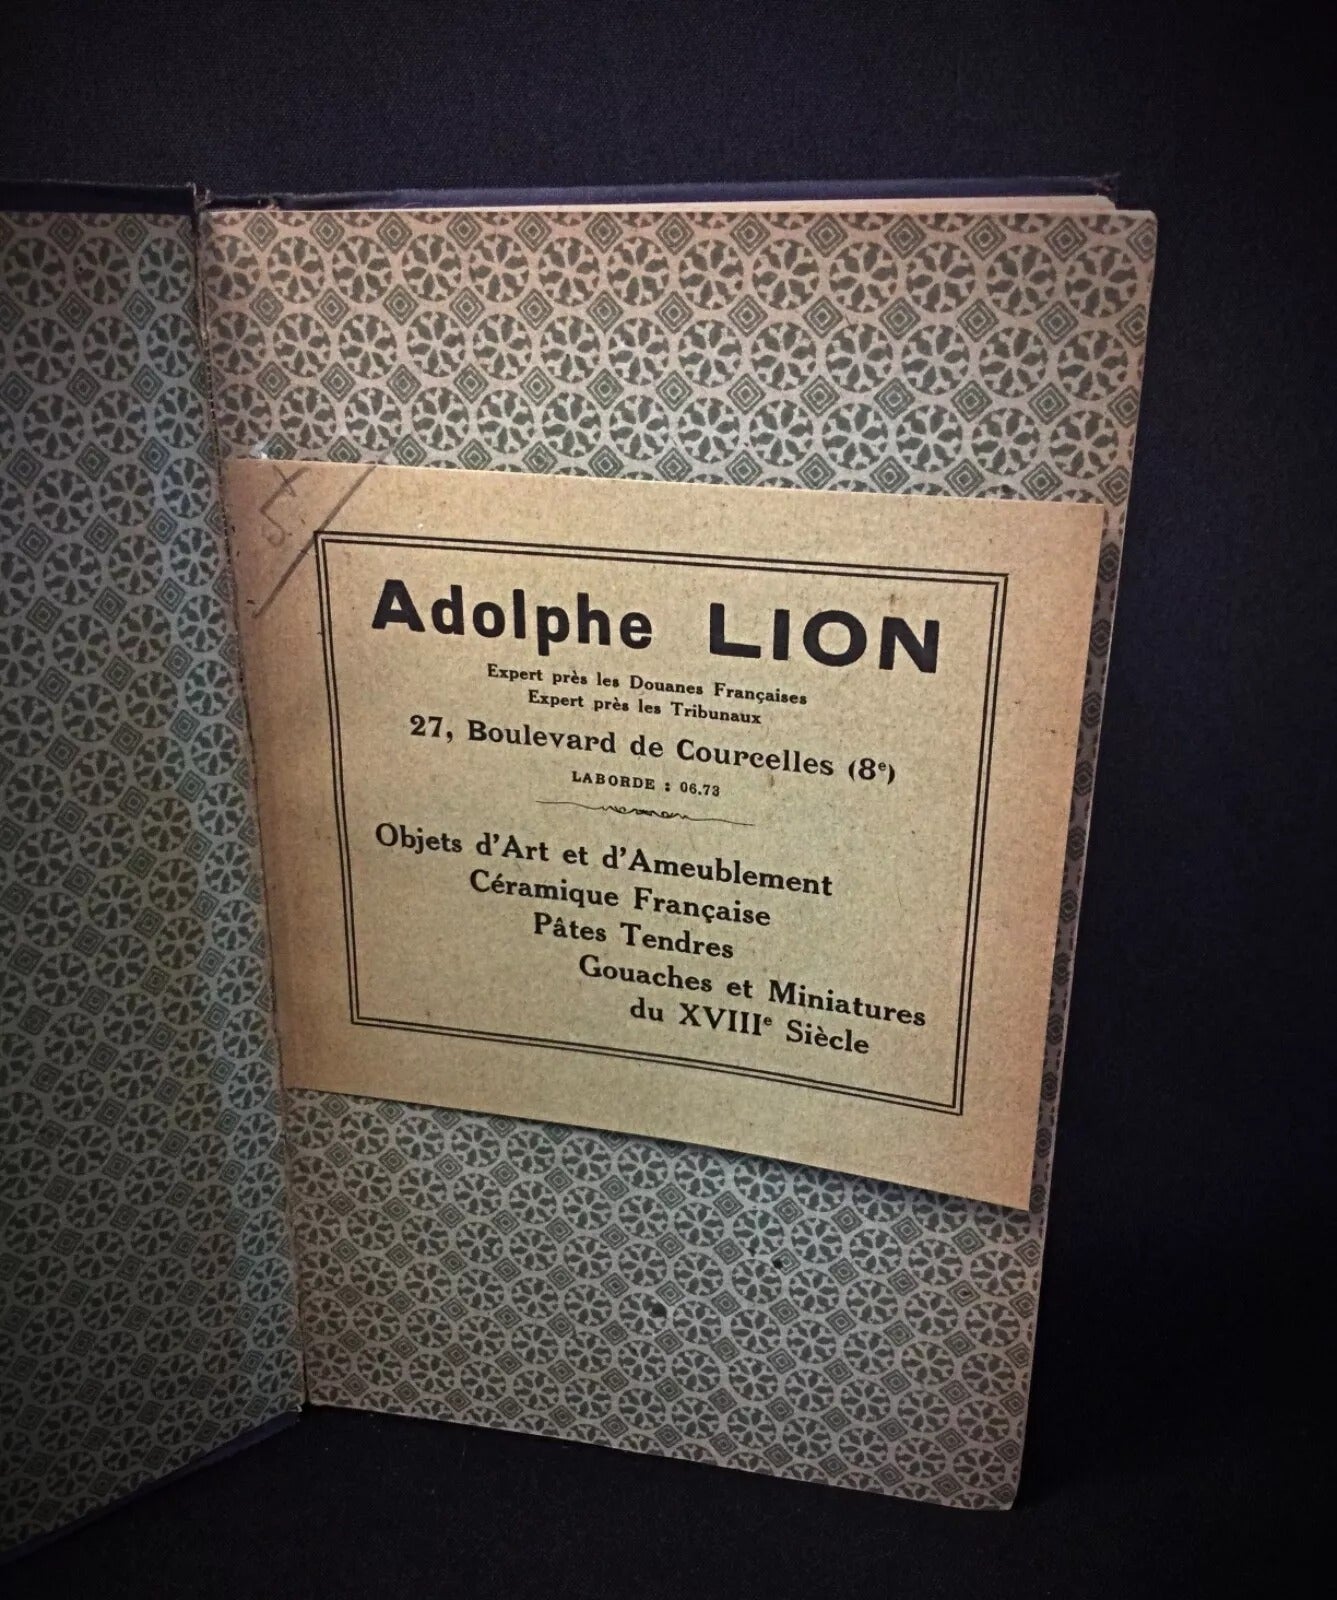 Adolphe LION
Expert près les Douanes Françaises
Expert près les Tribunaux
27, Boulevard de Courcelles (8ᵉ)
LABORDE : 06.73
Objets d'Art et d'Ameublement
Céramique Française
Pâtes Tendres
Gouaches et Miniatures
du XVIIIᵉ Siècle